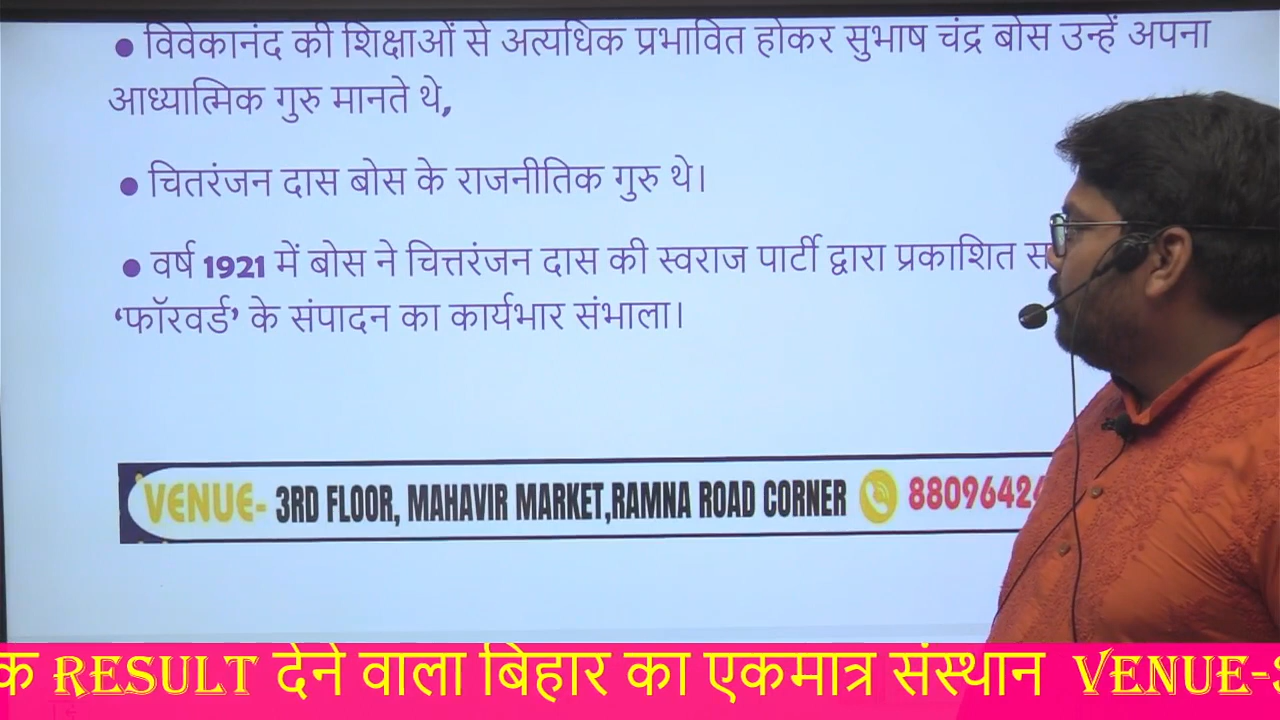 ● विवेकानंद की शिक्षाओं से अत्यधिक प्रभावित होकर सुभाष चंद्र बोस उन्हें अपना
आध्यात्मिक गुरु मानते थे,
● चितरंजन दास बोस के राजनीतिक गुरु थे।
● वर्ष 1921 में बोस ने चित्तरंजन दास की स्वराज पार्टी द्वारा प्रकाशित
‘फॉरवर्ड’ के संपादन का कार्यभार संभाला।
VENUE- 3RD FLOOR, MAHAVIR MARKET,RAMNA ROAD CORNER 8809642
RESULT देने वाला बिहार का एकमात्र संस्थान VENUE-